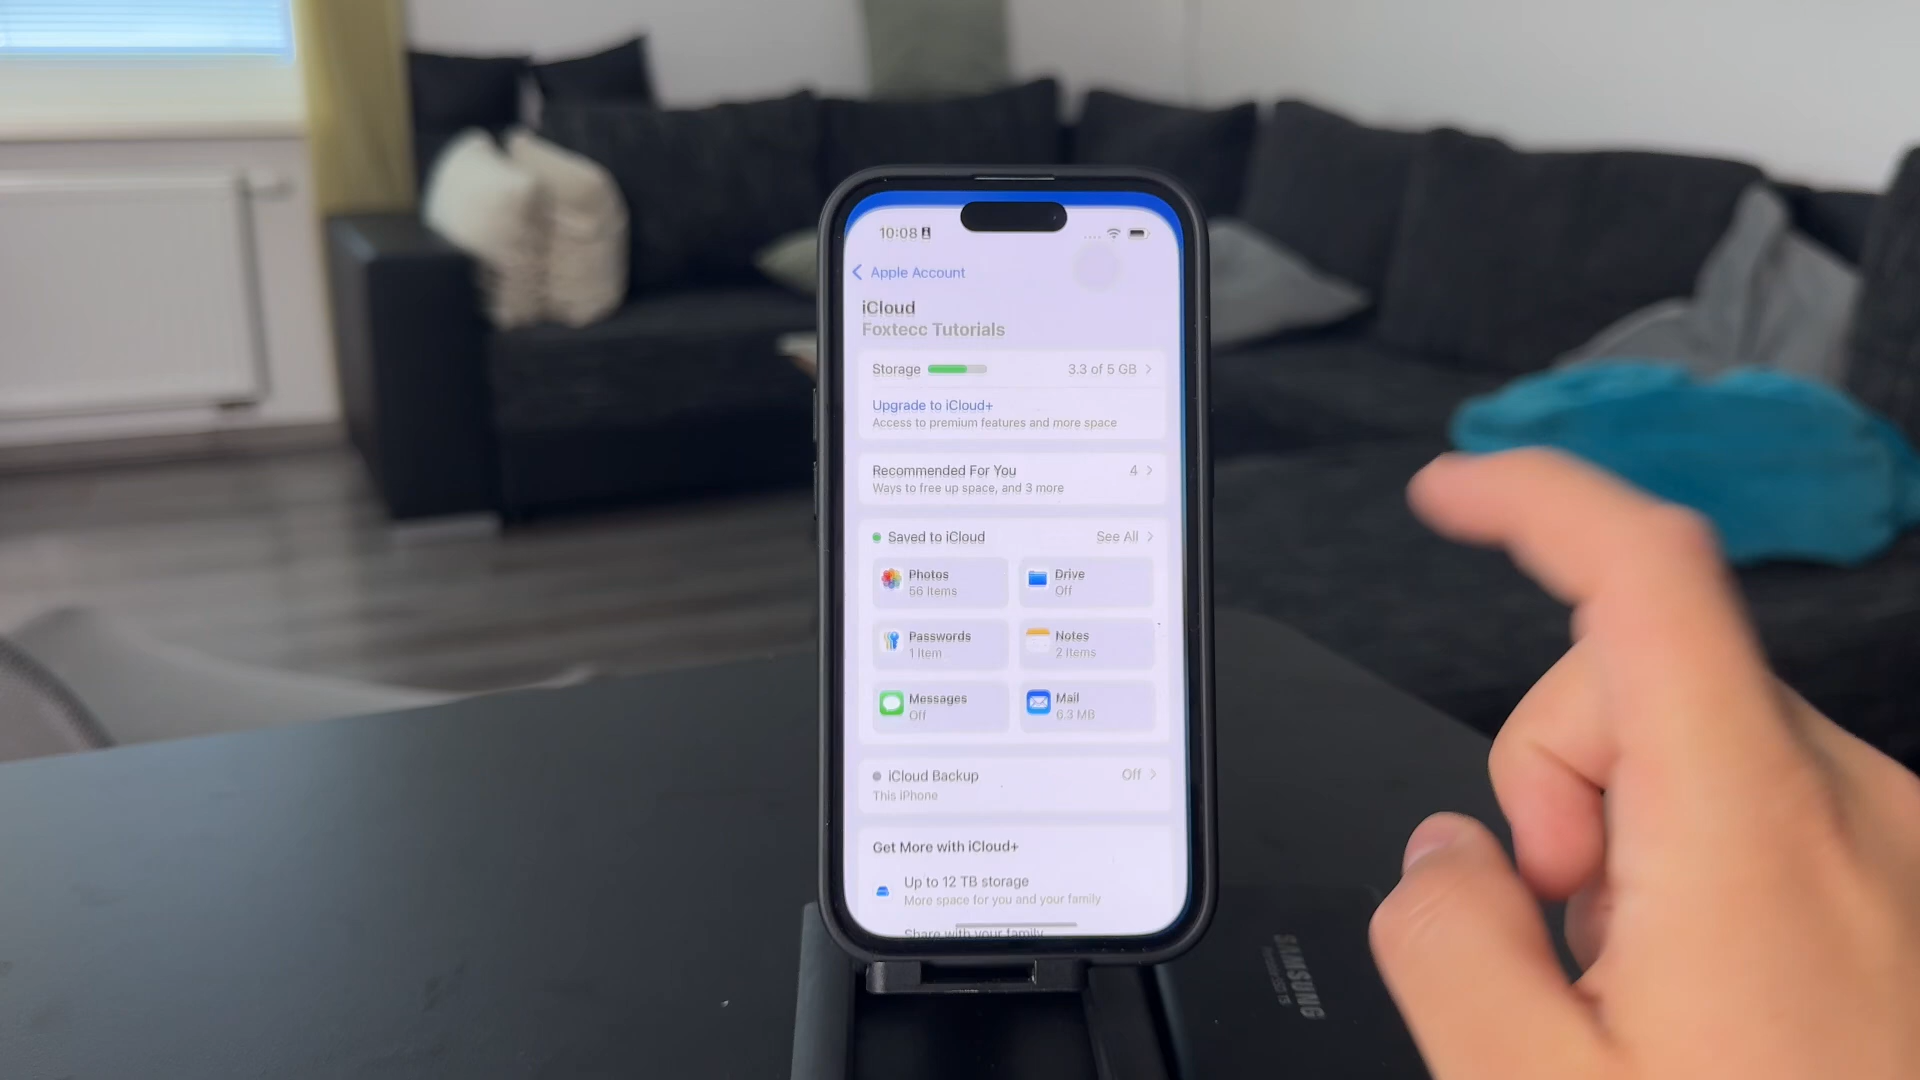 10:08
Apple Account
iCloud
Foxtecc Tutorials
Storage
3.3 of 5 GB
Upgrade to iCloud+
Access to premium features and more space
Recommended For You
4
Ways to free up space, and 3 more
Saved to iCloud
See All
Photos
56 Items
Drive
Off
Passwords
1 Item
Notes
2 Items
Messages
Off
Mail
6.3 MB
iCloud Backup
Off
This iPhone
Get More with iCloud+
Up to 12 TB storage
More space for you and your family
Share with your family
SAMSUNG